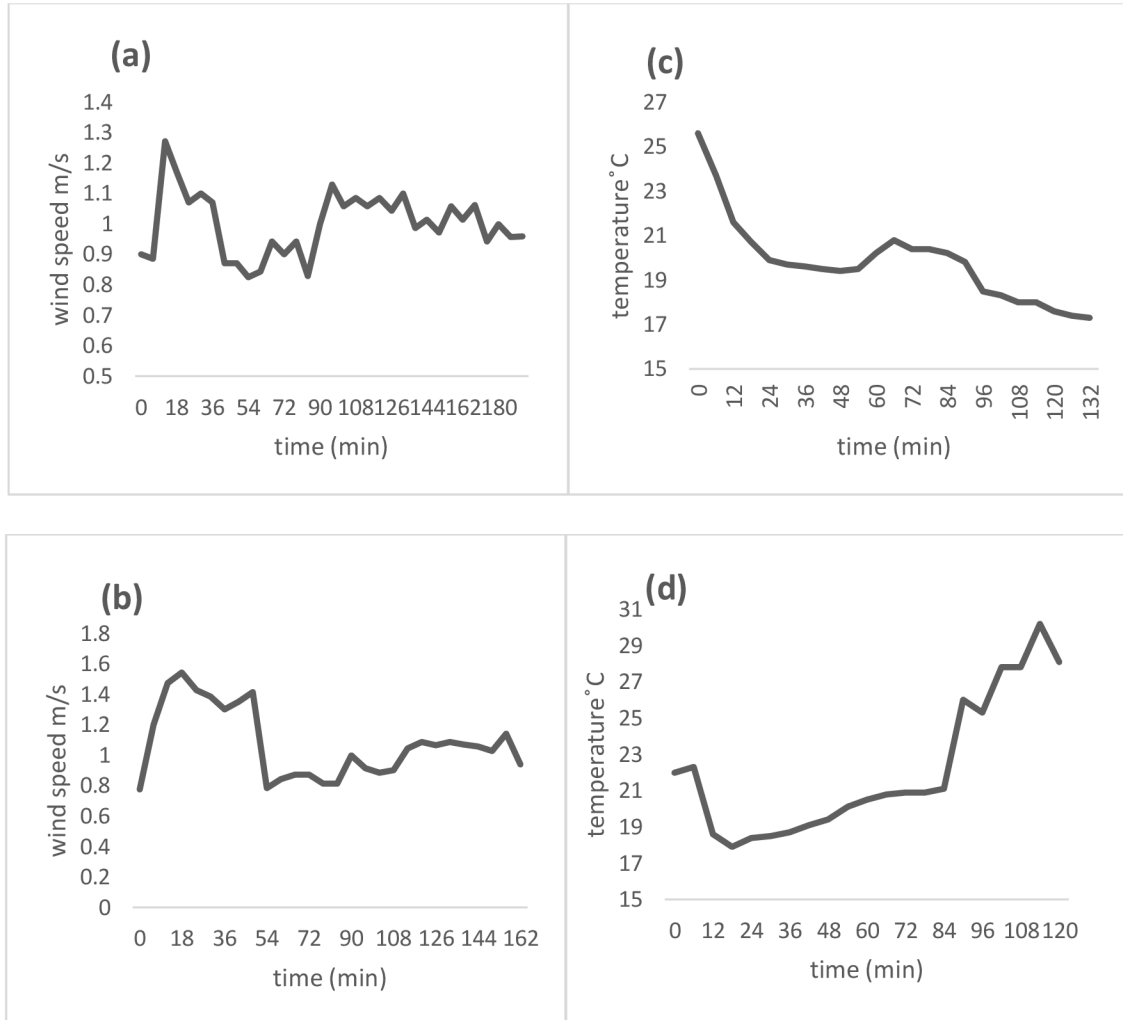 (a)
wind speed m/s
1.4
1.3
1.2
1.1
1
0.9
0.8
0.7
0.6
0.5
0 18 36 54 72 90 108126144162180
time (min)
(c)
temperature˚C
27
25
23
21
19
17
15
0 12 24 36 48 60 72 84 96 108 120 132
time (min)
(b)
wind speed m/s
1.8
1.6
1.4
1.2
1
0.8
0.6
0.4
0.2
0
0 18 36 54 72 90 108 126 144 162
time (min)
(d)
temperature˚C
31
29
27
25
23
21
19
17
15
0 12 24 36 48 60 72 84 96 108 120
time (min)